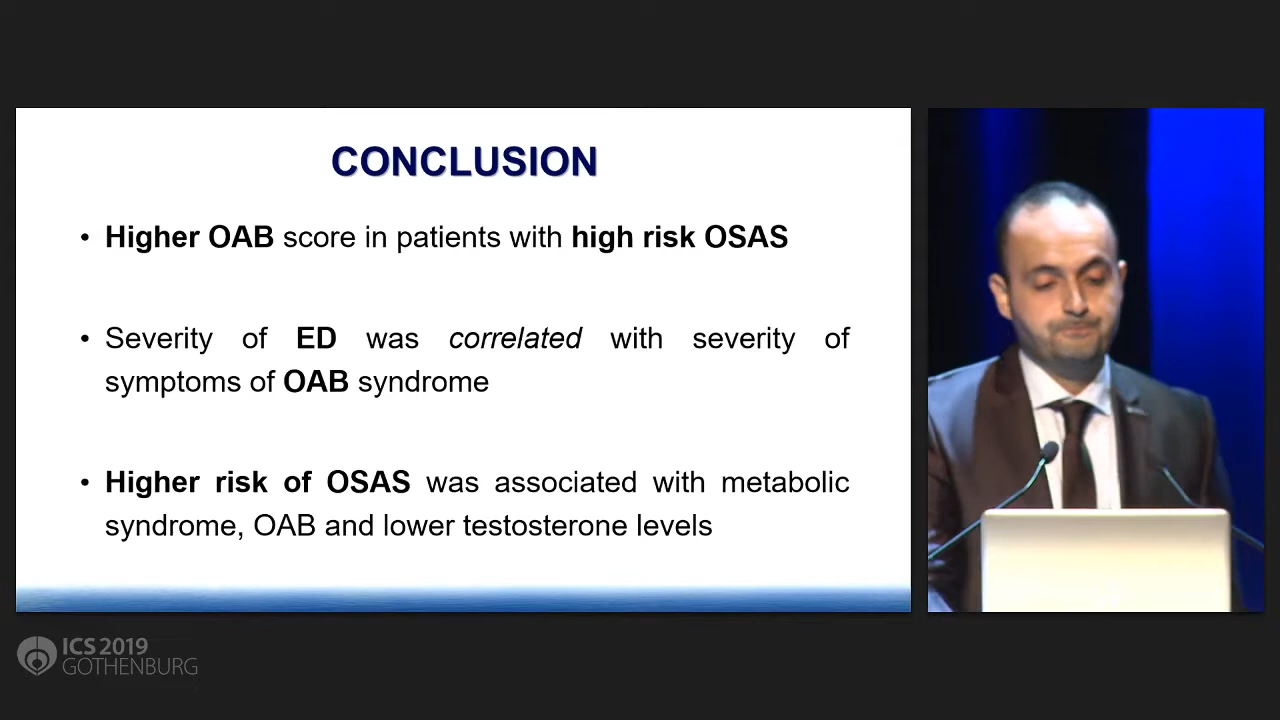 CONCLUSION
• Higher OAB score in patients with high risk OSAS
• Severity of ED was correlated with severity of
symptoms of OAB syndrome
• Higher risk of OSAS was associated with metabolic
syndrome, OAB and lower testosterone levels
ICS 2019
GOTHENBURG